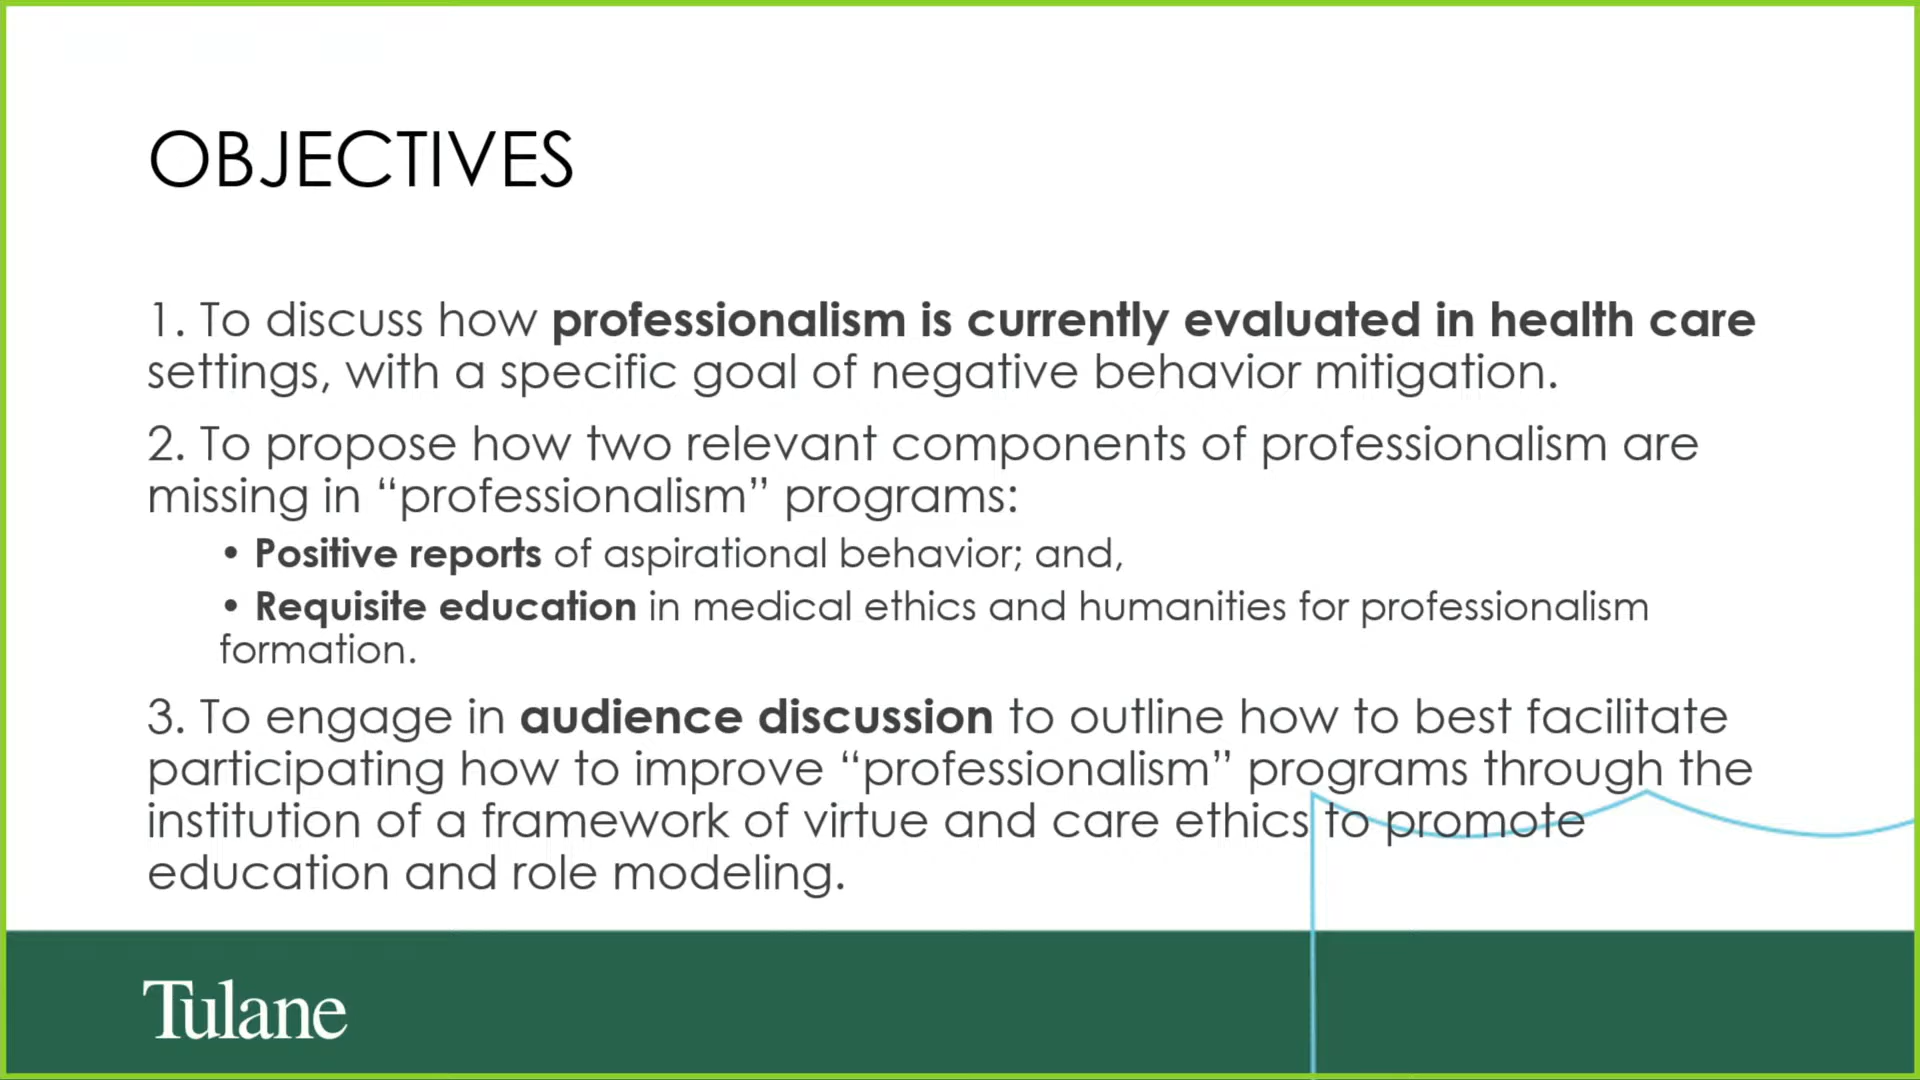 OBJECTIVES
1. To discuss how professionalism is currently evaluated in health care
settings, with a specific goal of negative behavior mitigation.
2. To propose how two relevant components of professionalism are
missing in “professionalism” programs:
• Positive reports of aspirational behavior; and,
• Requisite education in medical ethics and humanities for professionalism
formation.
3. To engage in audience discussion to outline how to best facilitate
participating how to improve “professionalism” programs through the
institution of a framework of virtue and care ethics to promote
education and role modeling.
Tulane